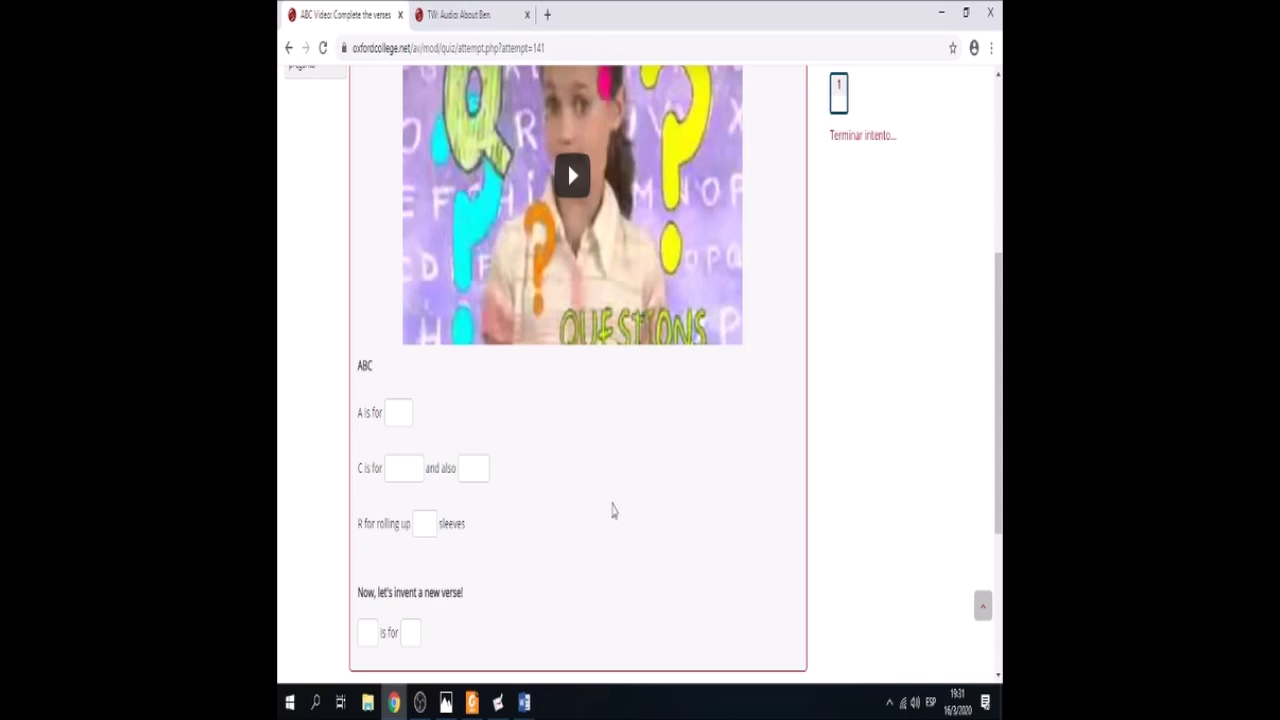 ABC Video: Complete the verses
TW: Audio: About Ben.
oxfordcollege.net/av/mod/quiz/attempt.php?attempt=141
1
Terminar intento...
QUESTIONS
ABC
A is for
C is for and also
R for rolling up sleeves
Now, let's invent a new verse!
is for
ESP
19:31
16/3/2020